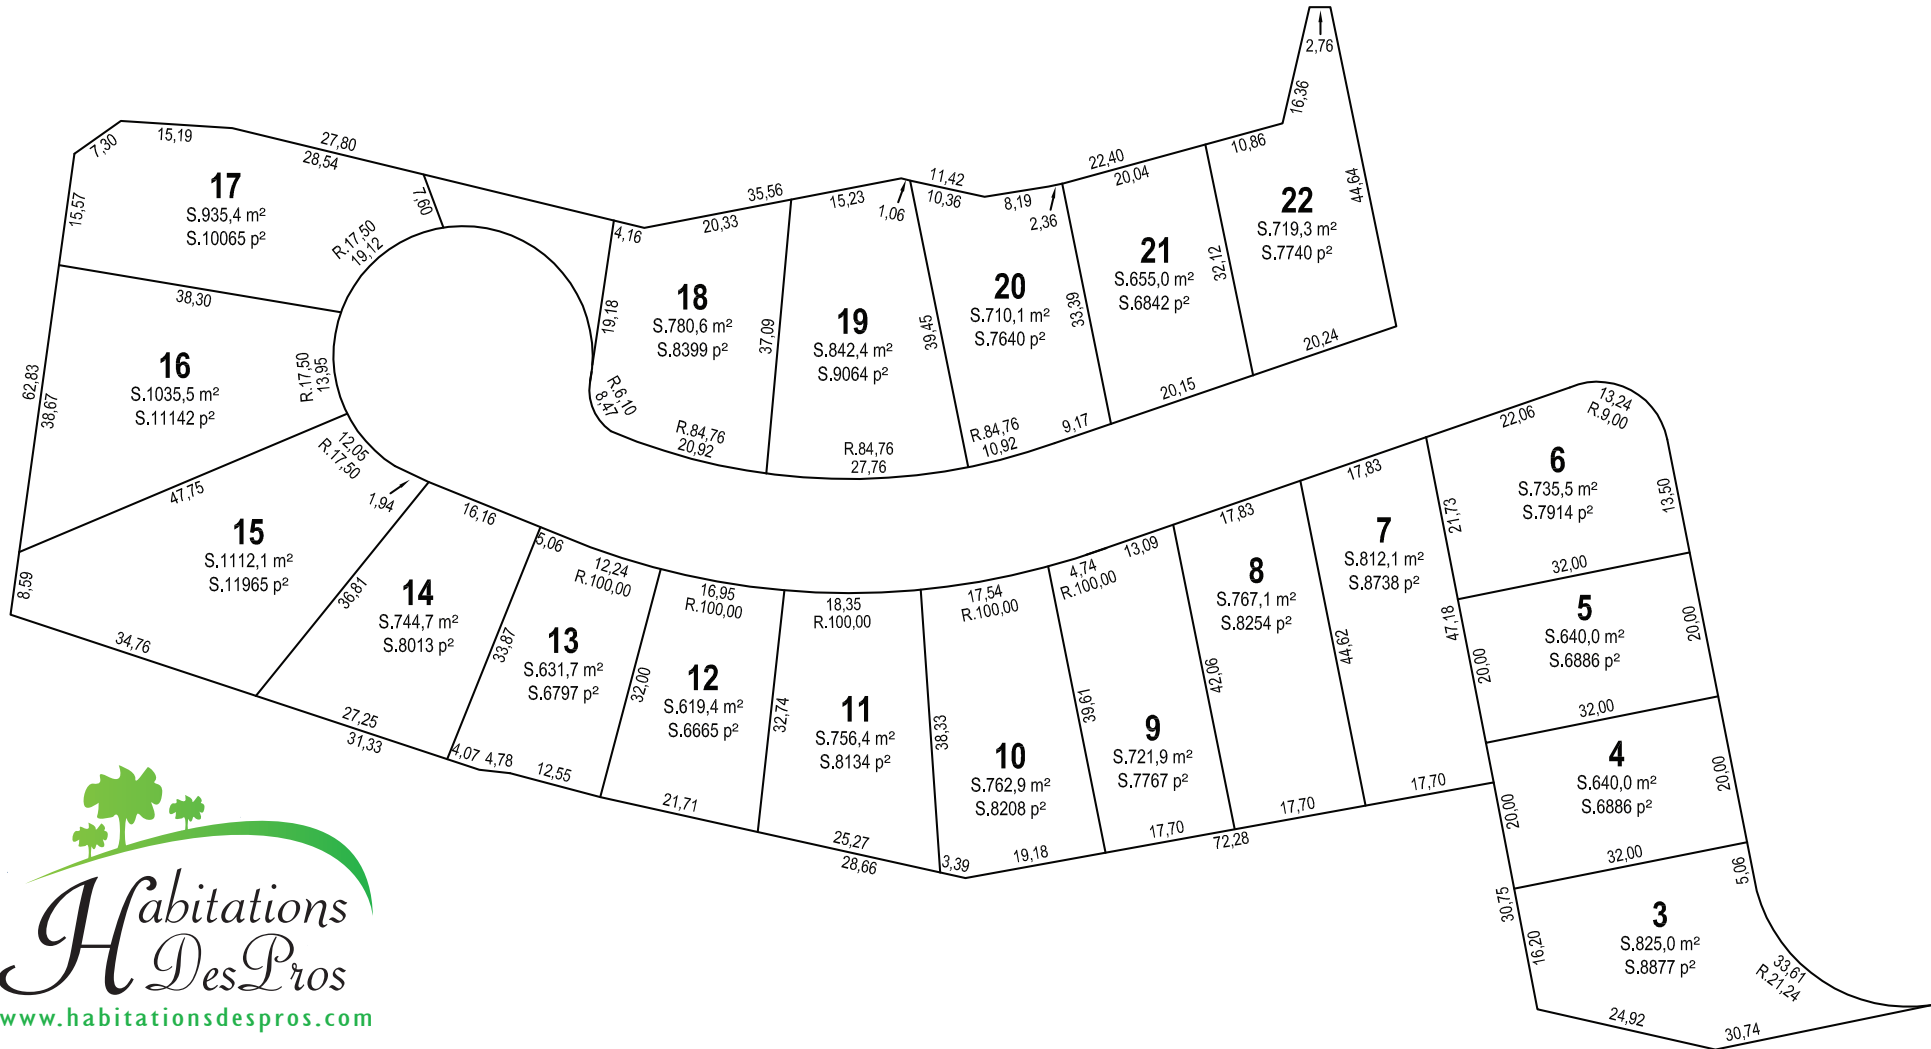 2,76
16,36
44,64
10,86
22
S.719,3 m²
S.7740 p²
20,24
22,40
20,04
21
S.655,0 m²
S.6842 p²
32,12
20,15
11,42
10,36
8,19
2,36
20
S.710,1 m²
S.7640 p²
33,39
R.84,76
10,92
9,17
35,56
15,23
1,06
19
S.842,4 m²
S.9064 p²
39,45
R.84,76
27,76
4,16
20,33
18
S.780,6 m²
S.8399 p²
19,18
37,09
R.6,10
8,47
R.84,76
20,92
7,30
15,19
27,80
28,54
7,60
15,57
17
S.935,4 m²
S.10065 p²
R.17,50
19,12
38,30
16
S.1035,5 m²
S.11142 p²
R.17,50
13,95
62,83
38,67
47,75
12,05
R.17,50
1,94
15
S.1112,1 m²
S.11965 p²
8,59
34,76
36,81
16,16
14
S.744,7 m²
S.8013 p²
27,25
31,33
33,87
5,06
12,24
R.100,00
13
S.631,7 m²
S.6797 p²
4,07
4,78
12,55
32,00
16,95
R.100,00
12
S.619,4 m²
S.6665 p²
21,71
32,74
18,35
R.100,00
11
S.756,4 m²
S.8134 p²
25,27
28,66
38,33
17,54
R.100,00
10
S.762,9 m²
S.8208 p²
3,39
19,18
39,61
4,74
R.100,00
13,09
9
S.721,9 m²
S.7767 p²
17,70
72,28
42,06
17,83
8
S.767,1 m²
S.8254 p²
17,70
44,62
17,83
7
S.812,1 m²
S.8738 p²
17,70
47,18
22,06
13,24
R.9,00
6
S.735,5 m²
S.7914 p²
21,73
13,50
32,00
5
S.640,0 m²
S.6886 p²
20,00
20,00
32,00
4
S.640,0 m²
S.6886 p²
20,00
20,00
32,00
5,06
3
S.825,0 m²
S.8877 p²
30,75
16,20
33,61
R.21,24
24,92
30,74
Habitations
DesPros
www.habitationsdespros.com